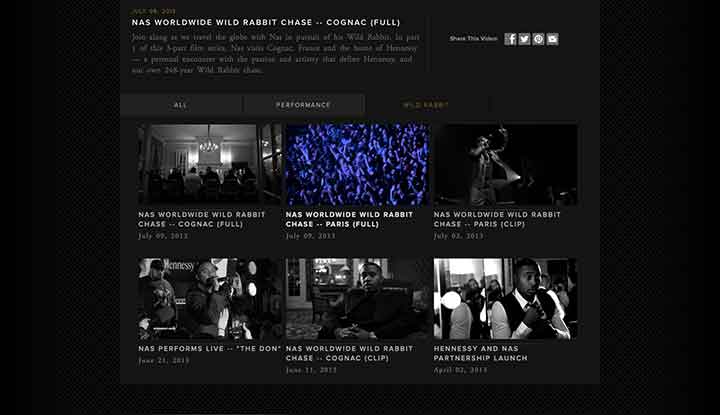 JULY 09, 2013
NAS WORLDWIDE WILD RABBIT CHASE -- COGNAC (FULL)
Join along as we travel the globe with Nas in pursuit of his Wild Rabbit. In part
1 of this 3-part film series, Nas visits Cognac, France and the home of Hennessy
— a personal encounter with the passion and artistry that define Hennessy, and
our own 248-year Wild Rabbit chase.
Share This Video
ALL
PERFORMANCE
WILD RABBIT
NAS WORLDWIDE WILD RABBIT
CHASE -- COGNAC (FULL)
July 09, 2013
NAS WORLDWIDE WILD RABBIT
CHASE -- PARIS (FULL)
July 09, 2013
NAS WORLDWIDE WILD RABBIT
CHASE -- PARIS (CLIP)
July 02, 2013
Hennessy
NAS PERFORMS LIVE -- "THE DON"
June 21, 2013
NAS WORLDWIDE WILD RABBIT
CHASE -- COGNAC (CLIP)
June 11, 2013
HENNESSY AND NAS
PARTNERSHIP LAUNCH
April 02, 2013